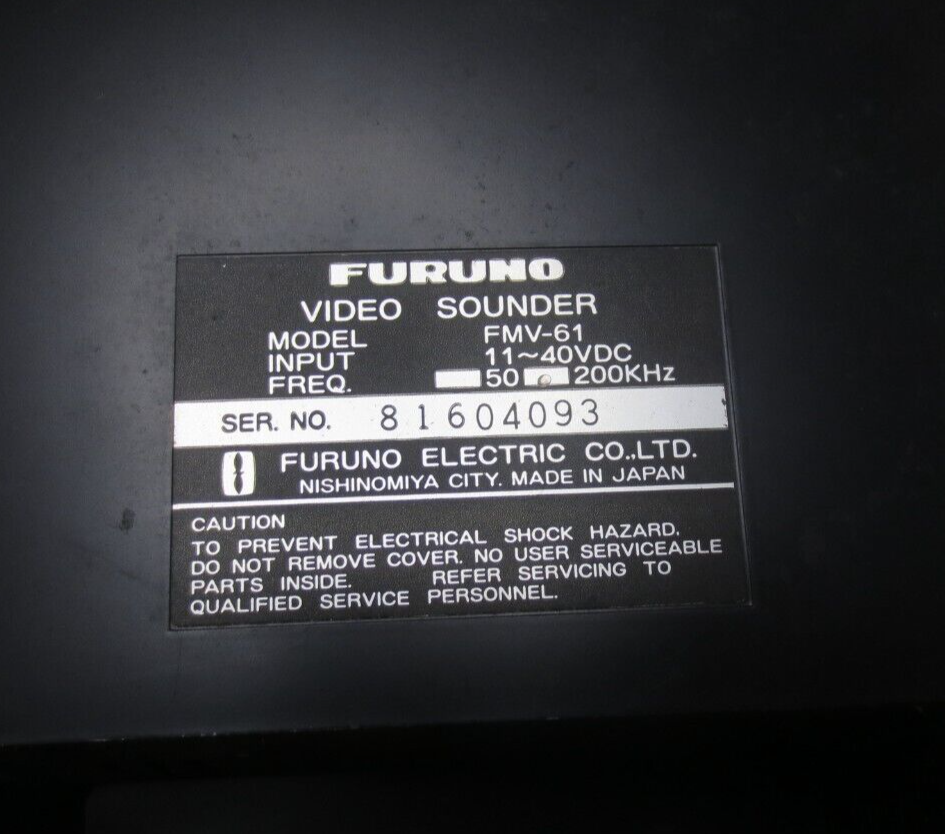 FURUNO
VIDEO SOUNDER
MODEL FMV-61
INPUT 11~40VDC
FREQ. 50 200KHz
SER. NO. 81604093
FURUNO ELECTRIC CO.,LTD.
NISHINOMIYA CITY. MADE IN JAPAN
CAUTION
TO PREVENT ELECTRICAL SHOCK HAZARD.
DO NOT REMOVE COVER. NO USER SERVICEABLE
PARTS INSIDE. REFER SERVICING TO
QUALIFIED SERVICE PERSONNEL.